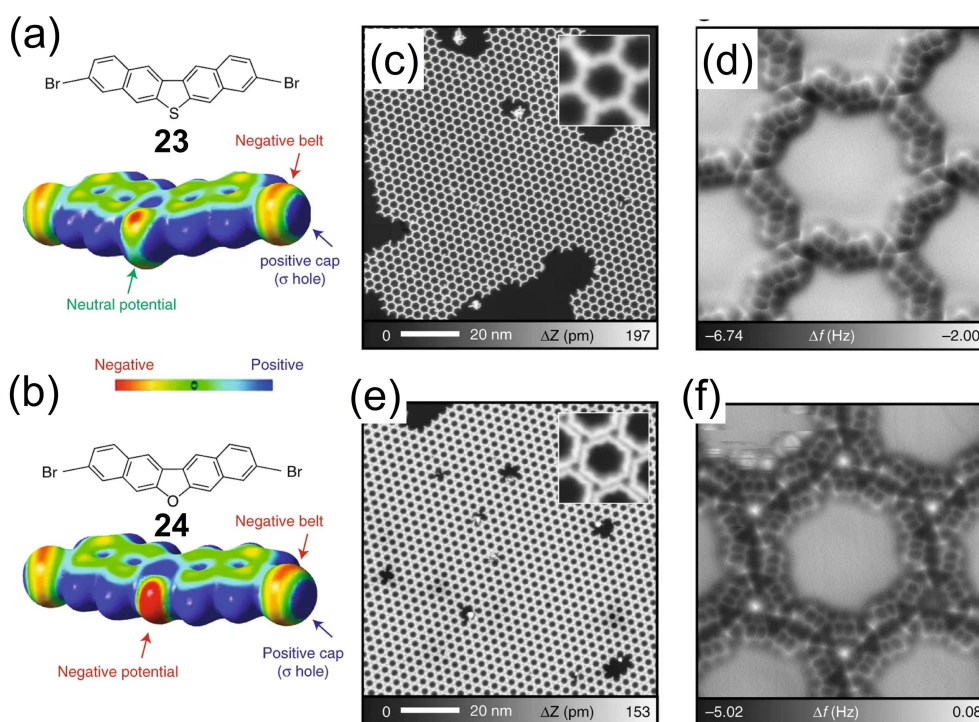 (a)
Br
Br
S
23
Negative belt
positive cap
(σ hole)
Neutral potential
Negative
Positive
(b)
Br
Br
O
24
Negative belt
Positive cap
(σ hole)
Negative potential
(c)
0
20 nm
ΔZ (pm)
197
(d)
−6.74
Δf (Hz)
−2.00
(e)
0
20 nm
ΔZ (pm)
153
(f)
−5.02
Δf (Hz)